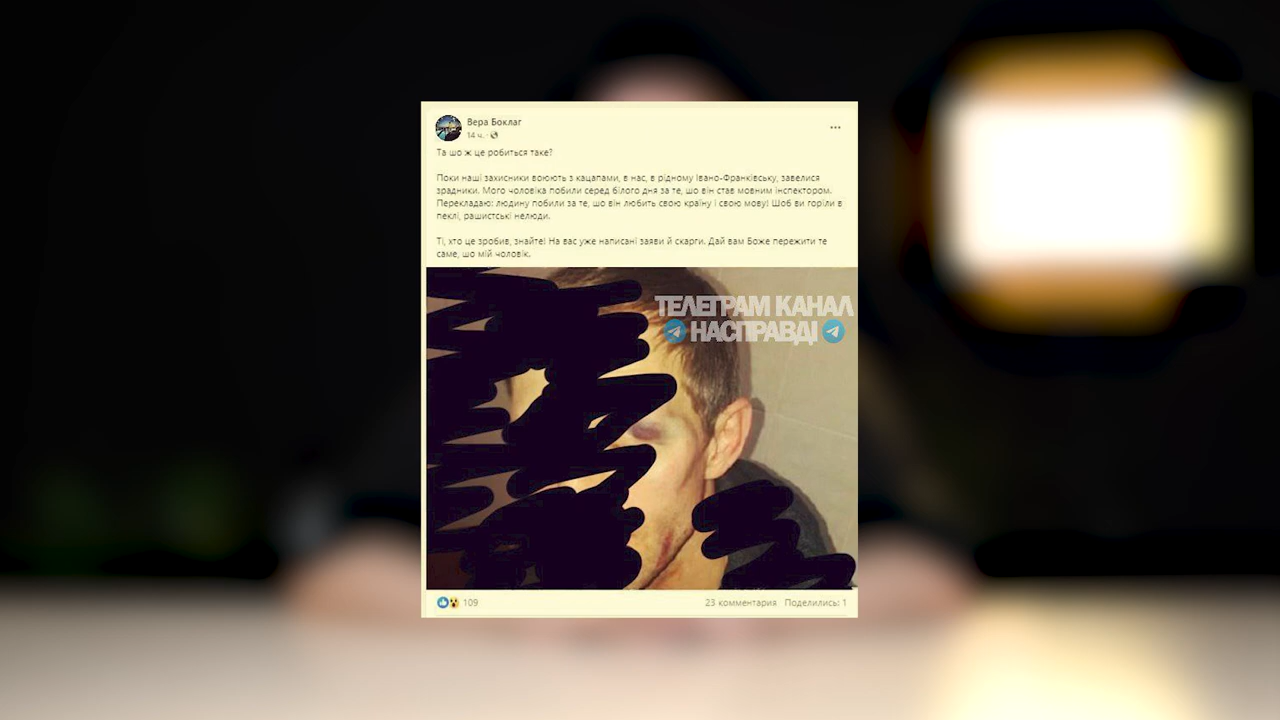 Вера Боклаг
14 ч. ·
Та шо ж це робиться таке?
Поки наші захисники воюють з кацапами, в нас, в рідному Івано-Франківську, завелися
зрадники. Мого чоловіка побили серед білого дня за те, шо він став мовним інспектором.
Перекладаю: людину побили за те, шо він любить свою країну і свою мову! Шоб ви горіли в
пеклі, рашистські нелюди.
Ті, хто це зробив, знайте! На вас уже написані заяви й скарги. Дай вам Боже пережити те
саме, шо мій чоловік.
ТЕЛЕГРАМ КАНАЛ
НАСПРАВДІ
109
23 комментария Поделились: 1